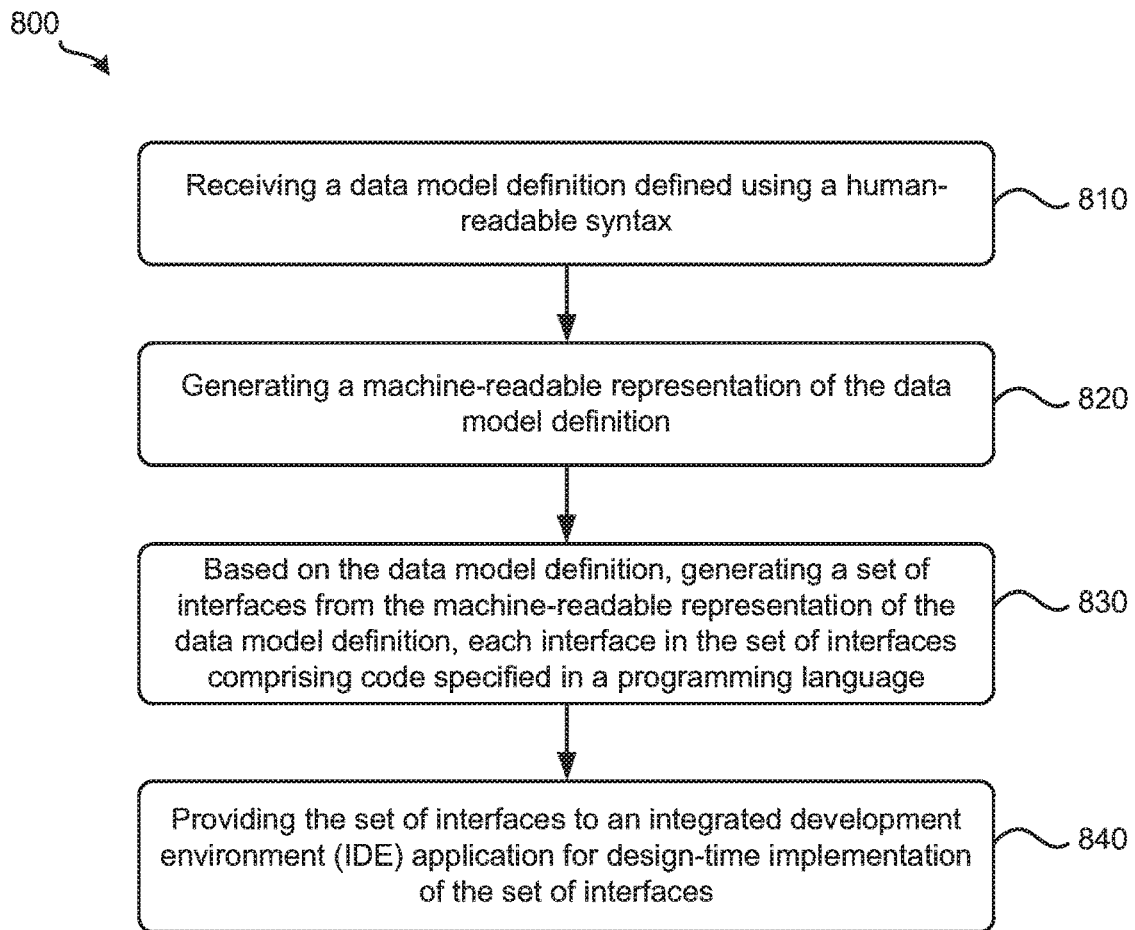 800
Receiving a data model definition defined using a human-
readable syntax
810
Generating a machine-readable representation of the data
model definition
820
Based on the data model definition, generating a set of
interfaces from the machine-readable representation of the
data model definition, each interface in the set of interfaces
comprising code specified in a programming language
830
Providing the set of interfaces to an integrated development
environment (IDE) application for design-time implementation
of the set of interfaces
840